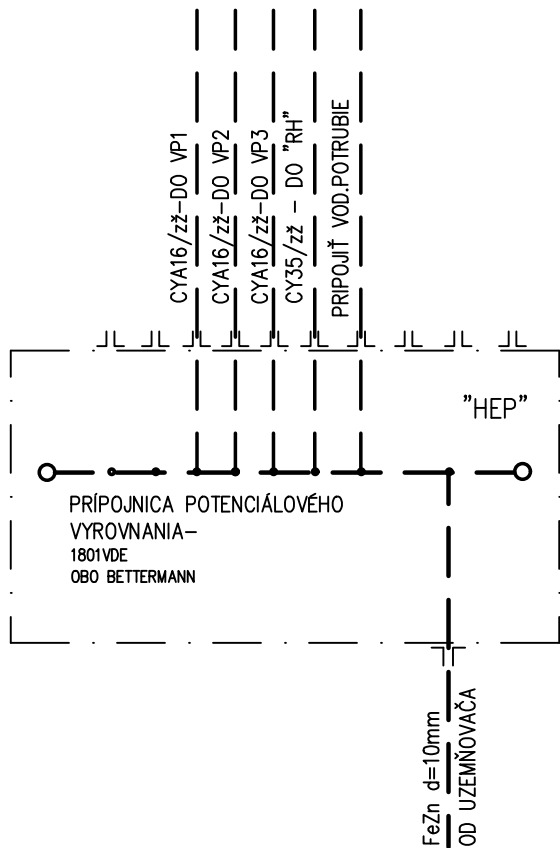 CYA16/zž-DO VP1
CYA16/zž-DO VP2
CYA16/zž-DO VP3
CY35/zž - DO "RH"
PRIPOJIŤ VOD.POTRUBIE
"HEP"
PRÍPOJNICA POTENCIÁLOVÉHO
VYROVNANIA-
1801VDE
OBO BETTERMANN
FeZn d=10mm
OD UZEMŇOVAČA